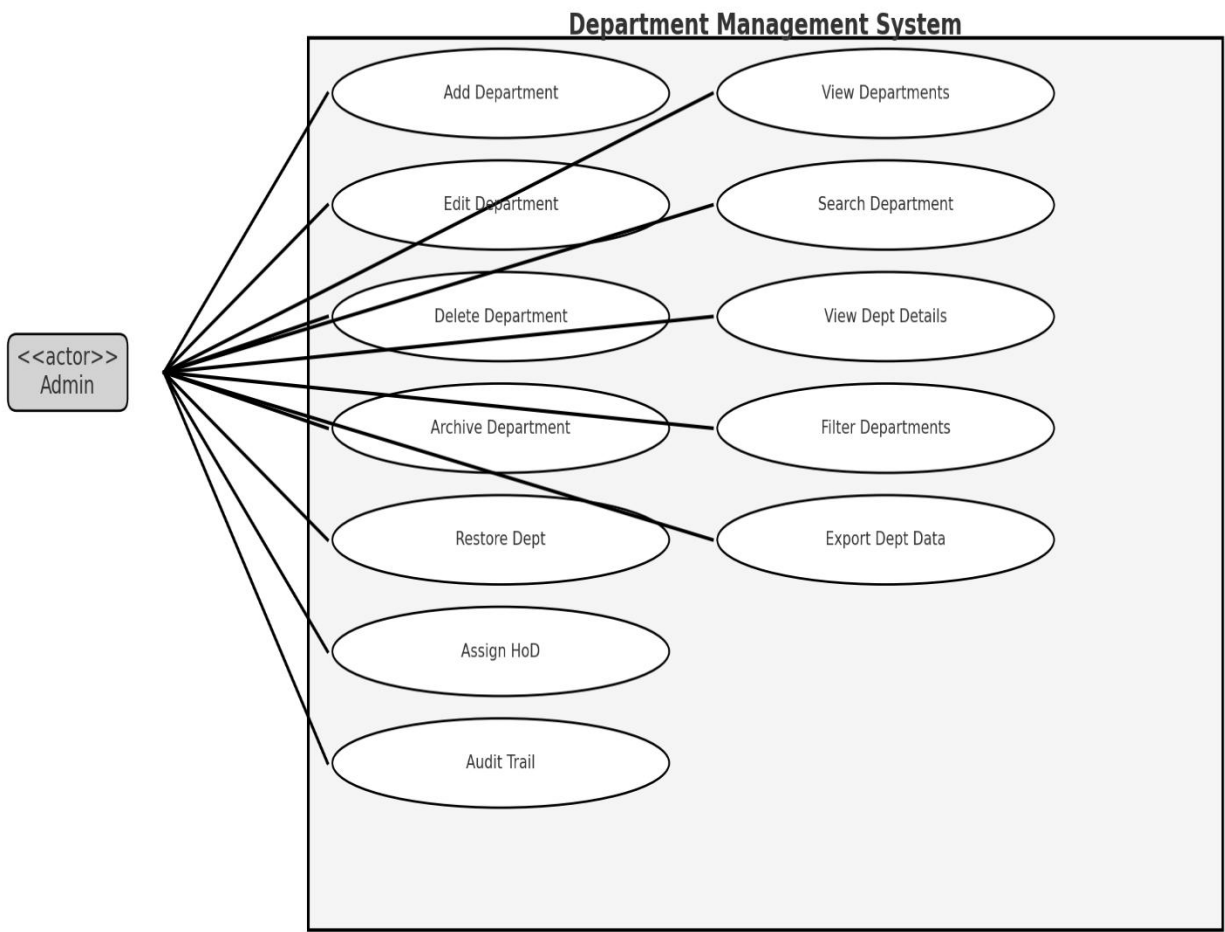 Department Management System
Add Department
View Departments
Edit Department
Search Department
Delete Department
View Dept Details
<<actor>>
Admin
Archive Department
Filter Departments
Restore Dept
Export Dept Data
Assign HoD
Audit Trail